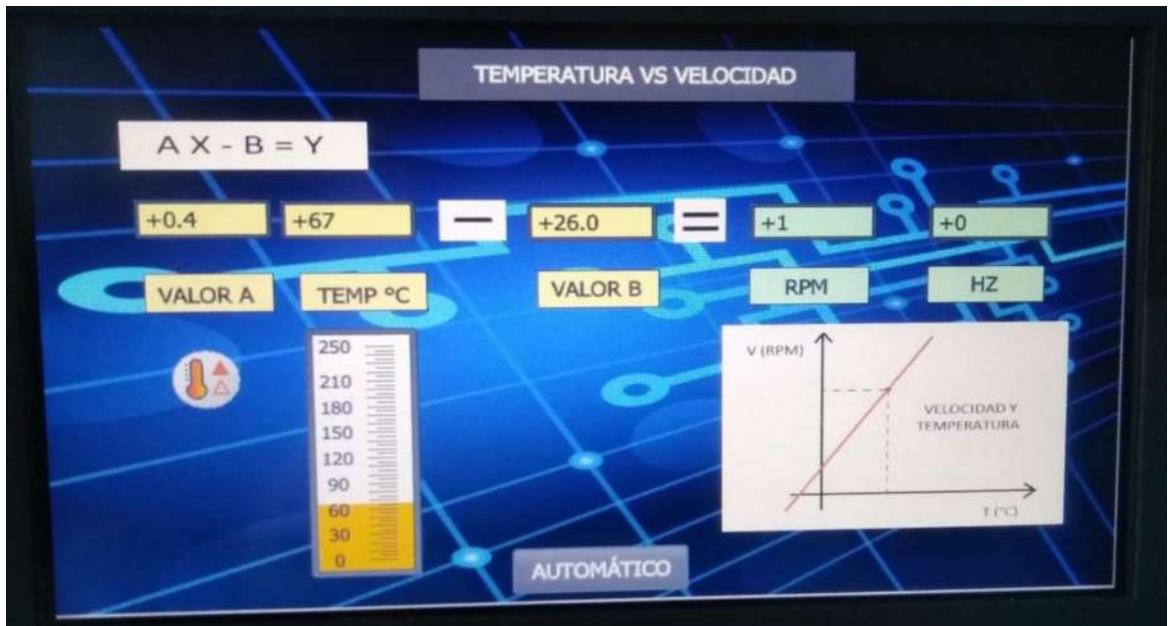 TEMPERATURA VS VELOCIDAD
A X - B = Y
+0.4 +67 - +26.0 = +1 +0
VALOR A TEMP °C VALOR B RPM HZ
250
210
180
150
120
90
60
30
0
V (RPM)
VELOCIDAD Y
TEMPERATURA
T (°C)
AUTOMÁTICO